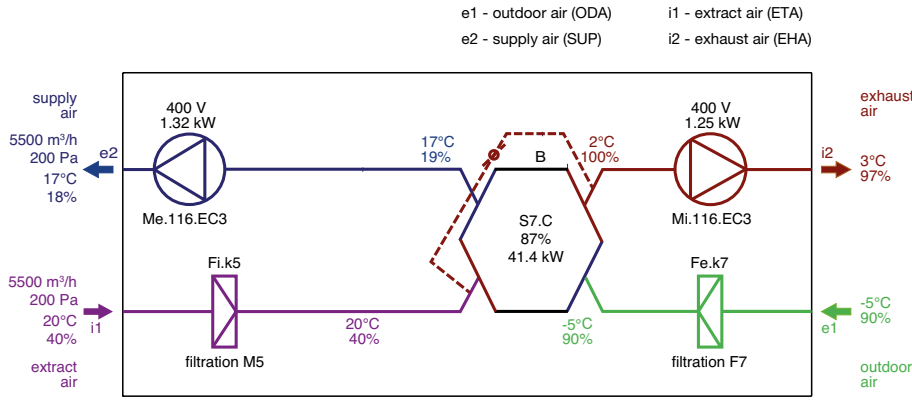 e1 - outdoor air (ODA)
i1 - extract air (ETA)
e2 - supply air (SUP)
i2 - exhaust air (EHA)
supply
air
5500 m³/h
200 Pa
17°C
18%
e2
400 V
1.32 kW
Me.116.EC3
17°C
19%
B
2°C
100%
400 V
1.25 kW
Mi.116.EC3
exhaust
air
i2
3°C
97%
S7.C
87%
41.4 kW
5500 m³/h
200 Pa
20°C
40%
i1
extract
air
Fi.k5
filtration M5
20°C
40%
-5°C
90%
Fe.k7
filtration F7
-5°C
90%
e1
outdoor
air